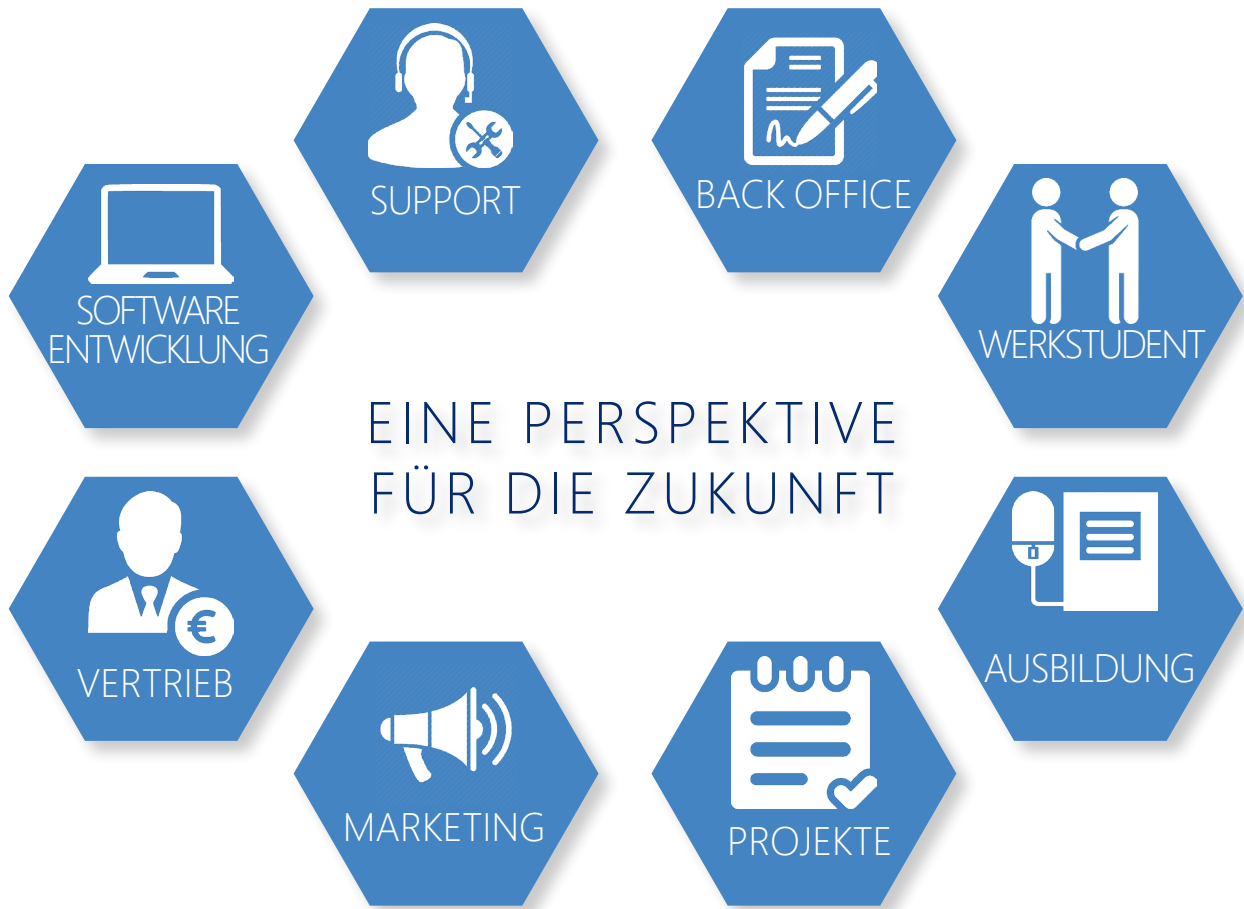 SUPPORT
BACK OFFICE
SOFTWARE
ENTWICKLUNG
WERKSTUDENT
EINE PERSPEKTIVE
FÜR DIE ZUKUNFT
€
VERTRIEB
AUSBILDUNG
MARKETING
PROJEKTE